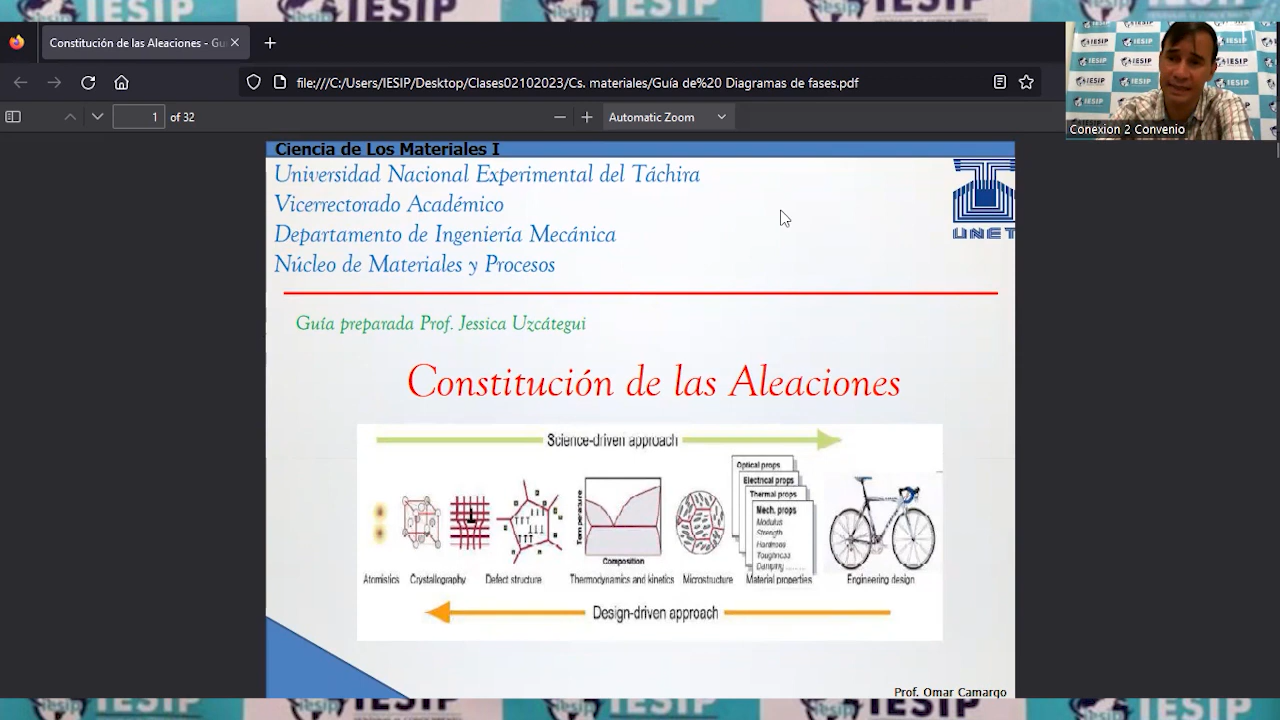 IESIP
Constitución de las Aleaciones - Gu
file:///C:/Users/IESIP/Desktop/Clases02102023/Cs. materiales/Guía de%20 Diagramas de fases.pdf
1 of 32
Automatic Zoom
Conexion 2 Convenio
Ciencia de Los Materiales I
Universidad Nacional Experimental del Táchira
Vicerrectorado Académico
Departamento de Ingeniería Mecánica
Núcleo de Materiales y Procesos
UNET
Guía preparada Prof. Jessica Uzcátegui
Constitución de las Aleaciones
Science-driven approach
Optical props
Electrical props
Thermal props
Mech. props
Modulus
Strength
Hardness
Toughness
Damping
Temperature
Composition
Atomistics Crystallography Defect structure Thermodynamics and kinetics Microstructure Material properties Engineering design
Design-driven approach
Prof. Omar Camargo
IESIP